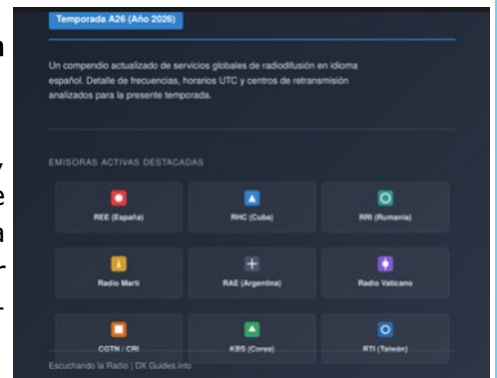 Temporada A26 (Año 2026)
Un compendio actualizado de servicios globales de radiodifusión en idioma
español. Detalle de frecuencias, horarios UTC y centros de retransmisión
analizados para la presente temporada.
EMISORAS ACTIVAS DESTACADAS
REE (España)
RHC (Cuba)
RRI (Rumanía)
Radio Martí
RAE (Argentina)
Radio Vaticano
CGTN / CRI
KBS (Corea)
RTI (Taiwán)
Escuchando la Radio | DX Guides.info